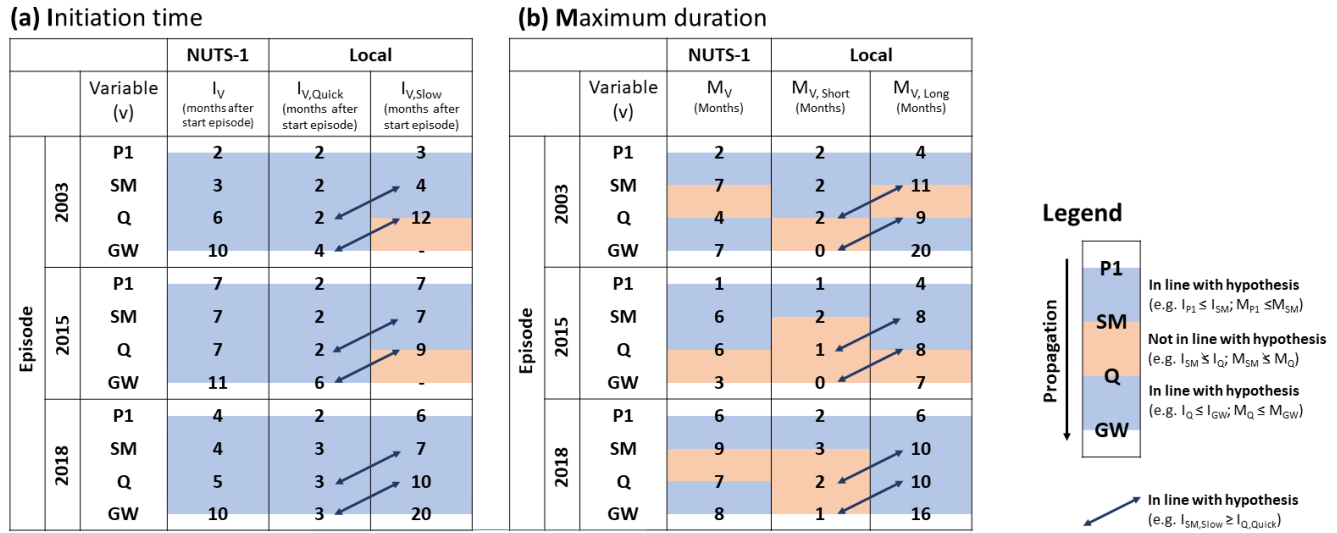 (a) Initiation time
NUTS-1 Local
Variable (v) I_V (months after start episode) I_V,Quick (months after start episode) I_V,Slow (months after start episode)
Episode
2003
P1 2 2 3
SM 3 2 4
Q 6 2 12
GW 10 4 -
2015
P1 7 2 7
SM 7 2 7
Q 7 2 9
GW 11 6 -
2018
P1 4 2 6
SM 4 3 7
Q 5 3 10
GW 10 3 20
(b) Maximum duration
NUTS-1 Local
Variable (v) M_V (Months) M_V, Short (Months) M_V, Long (Months)
Episode
2003
P1 2 2 4
SM 7 2 11
Q 4 2 9
GW 7 0 20
2015
P1 1 1 4
SM 6 2 8
Q 6 1 8
GW 3 0 7
2018
P1 6 2 6
SM 9 3 10
Q 7 2 10
GW 8 1 16
Legend
Propagation
P1
In line with hypothesis
(e.g. I_P1 ≤ I_SM; M_P1 ≤M_SM)
SM
Not in line with hypothesis
(e.g. I_SM ≰ I_Q; M_SM ≰ M_Q)
Q
In line with hypothesis
(e.g. I_Q ≤ I_GW; M_Q ≤ M_GW)
GW
In line with hypothesis
(e.g. I_SM,Slow ≥ I_Q,Quick)